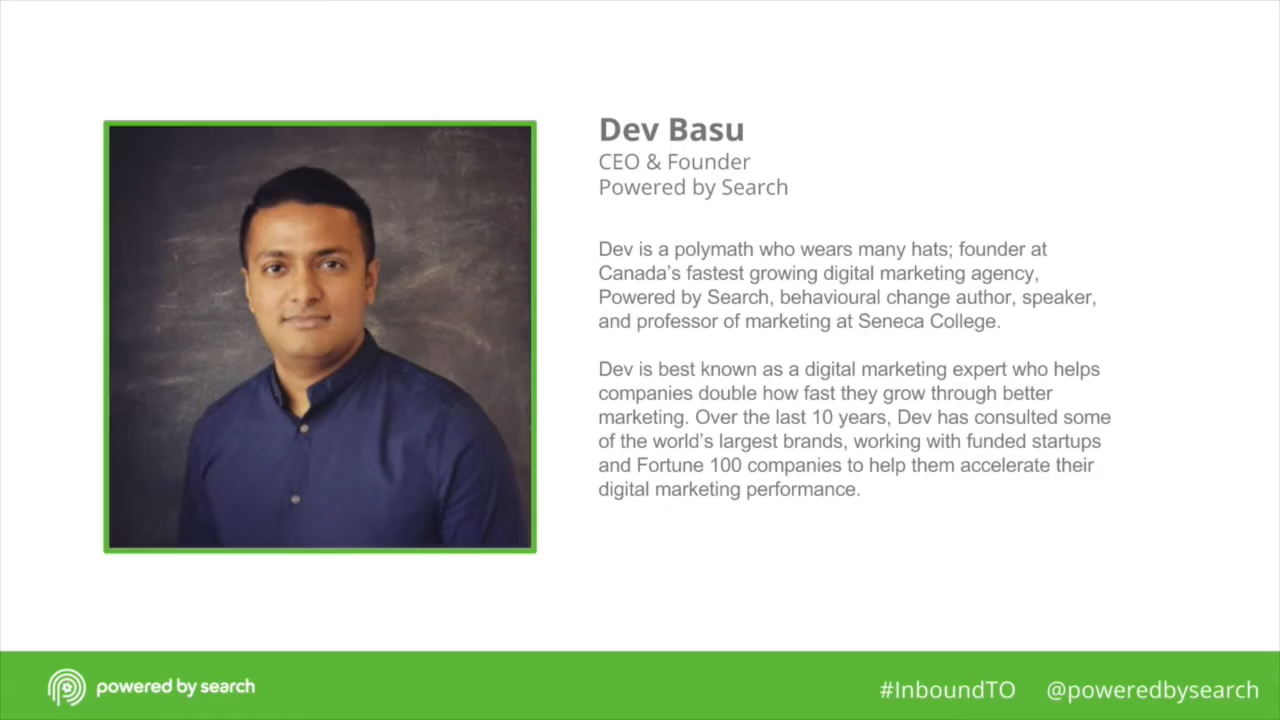 Dev Basu
CEO & Founder
Powered by Search
Dev is a polymath who wears many hats; founder at
Canada’s fastest growing digital marketing agency,
Powered by Search, behavioural change author, speaker,
and professor of marketing at Seneca College.
Dev is best known as a digital marketing expert who helps
companies double how fast they grow through better
marketing. Over the last 10 years, Dev has consulted some
of the world’s largest brands, working with funded startups
and Fortune 100 companies to help them accelerate their
digital marketing performance.
powered by search
#InboundTO @poweredbysearch